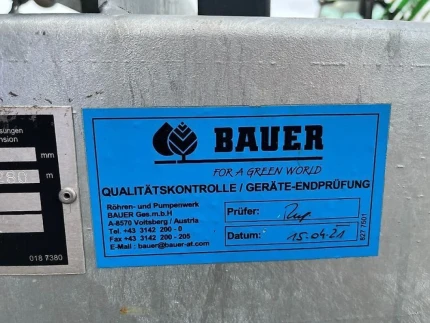 BAUER
FOR A GREEN WORLD
QUALITÄTSKONTROLLE / GERÄTE-ENDPRÜFUNG
Röhren- und Pumpenwerk
BAUER Ges.m.b.H
A-8570 Voitsberg / Austria
Tel. +43 3142 200 - 0
Fax +43 3142 200 - 205
E-Mail : bauer@bauer-at.com
Prüfer:
Datum: 15.04.21
mm
m
018 7380